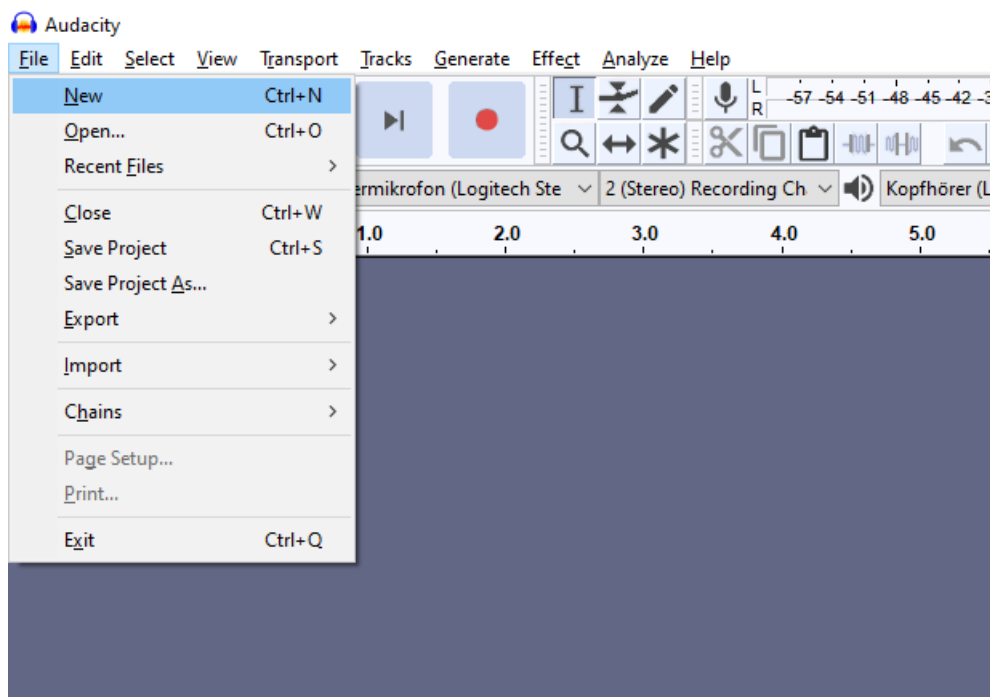 Audacity
File Edit Select View Transport Tracks Generate Effect Analyze Help
New Ctrl+N
Open... Ctrl+O
Recent Files
Close Ctrl+W
Save Project Ctrl+S
Save Project As...
Export
Import
Chains
Page Setup...
Print...
Exit Ctrl+Q
L
R
-57 -54 -51 -48 -45 -42 -3
ermikrofon (Logitech Ste 2 (Stereo) Recording Ch Kopfhörer (L
1.0 2.0 3.0 4.0 5.0